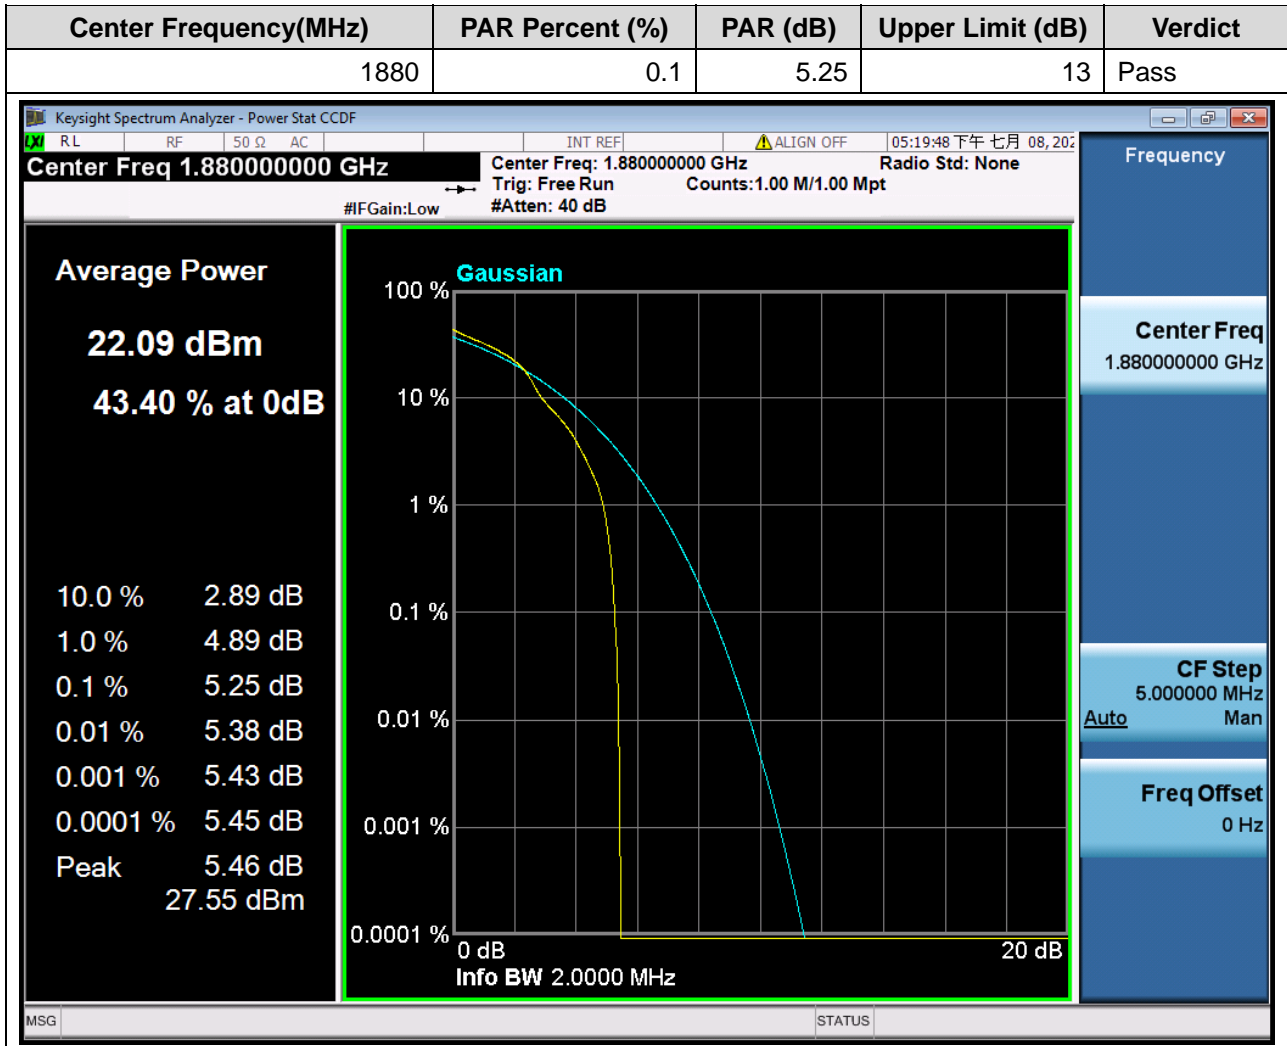 Center Frequency(MHz) PAR Percent (%) PAR (dB) Upper Limit (dB) Verdict
1880 0.1 5.25 13 Pass
Keysight Spectrum Analyzer - Power Stat CCDF
LXI RL RF 50 Ω AC INT REF ALIGN OFF 05:19:48 下午 七月 08, 202
Center Freq 1.880000000 GHz
Center Freq: 1.880000000 GHz Radio Std: None
Trig: Free Run Counts:1.00 M/1.00 Mpt
#IFGain:Low #Atten: 40 dB
Frequency
Average Power
22.09 dBm
43.40 % at 0dB
10.0 % 2.89 dB
1.0 % 4.89 dB
0.1 % 5.25 dB
0.01 % 5.38 dB
0.001 % 5.43 dB
0.0001 % 5.45 dB
Peak 5.46 dB
27.55 dBm
Gaussian
100 %
10 %
1 %
0.1 %
0.01 %
0.001 %
0.0001 %
0 dB 20 dB
Info BW 2.0000 MHz
Center Freq
1.880000000 GHz
CF Step
5.000000 MHz
Auto Man
Freq Offset
0 Hz
MSG STATUS